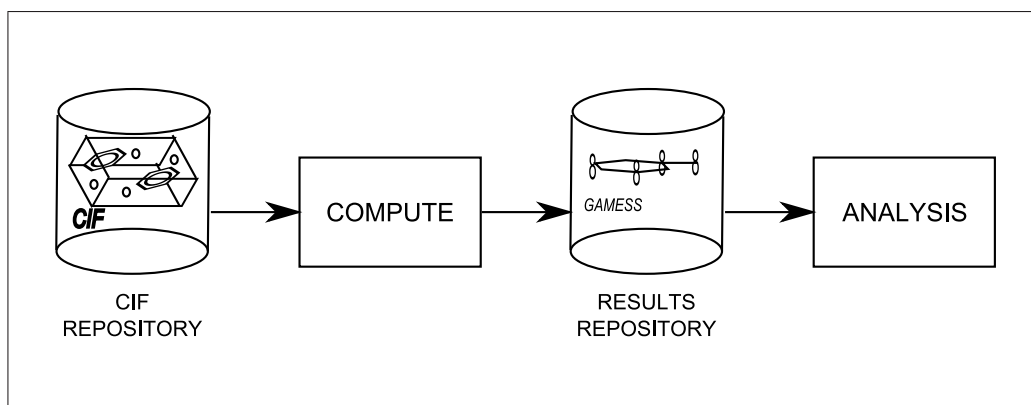 CIF
COMPUTE
GAMESS
ANALYSIS
CIF
REPOSITORY
RESULTS
REPOSITORY